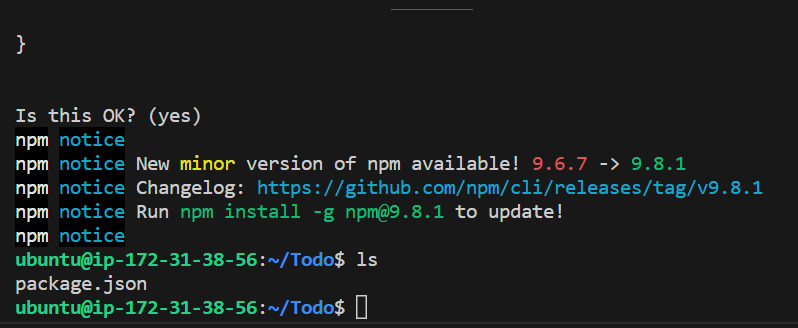 }
Is this OK? (yes)
npm notice
npm notice New minor version of npm available! 9.6.7 -> 9.8.1
npm notice Changelog: https://github.com/npm/cli/releases/tag/v9.8.1
npm notice Run npm install -g npm@9.8.1 to update!
npm notice
ubuntu@ip-172-31-38-56:~/Todo$ ls
package.json
ubuntu@ip-172-31-38-56:~/Todo$